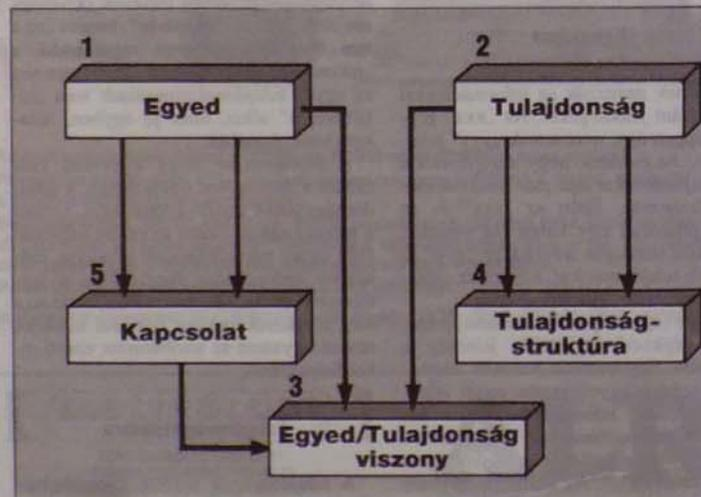 1
Egyed
2
Tulajdonság
5
Kapcsolat
4
Tulajdonság-
struktúra
3
Egyed/Tulajdonság
viszony